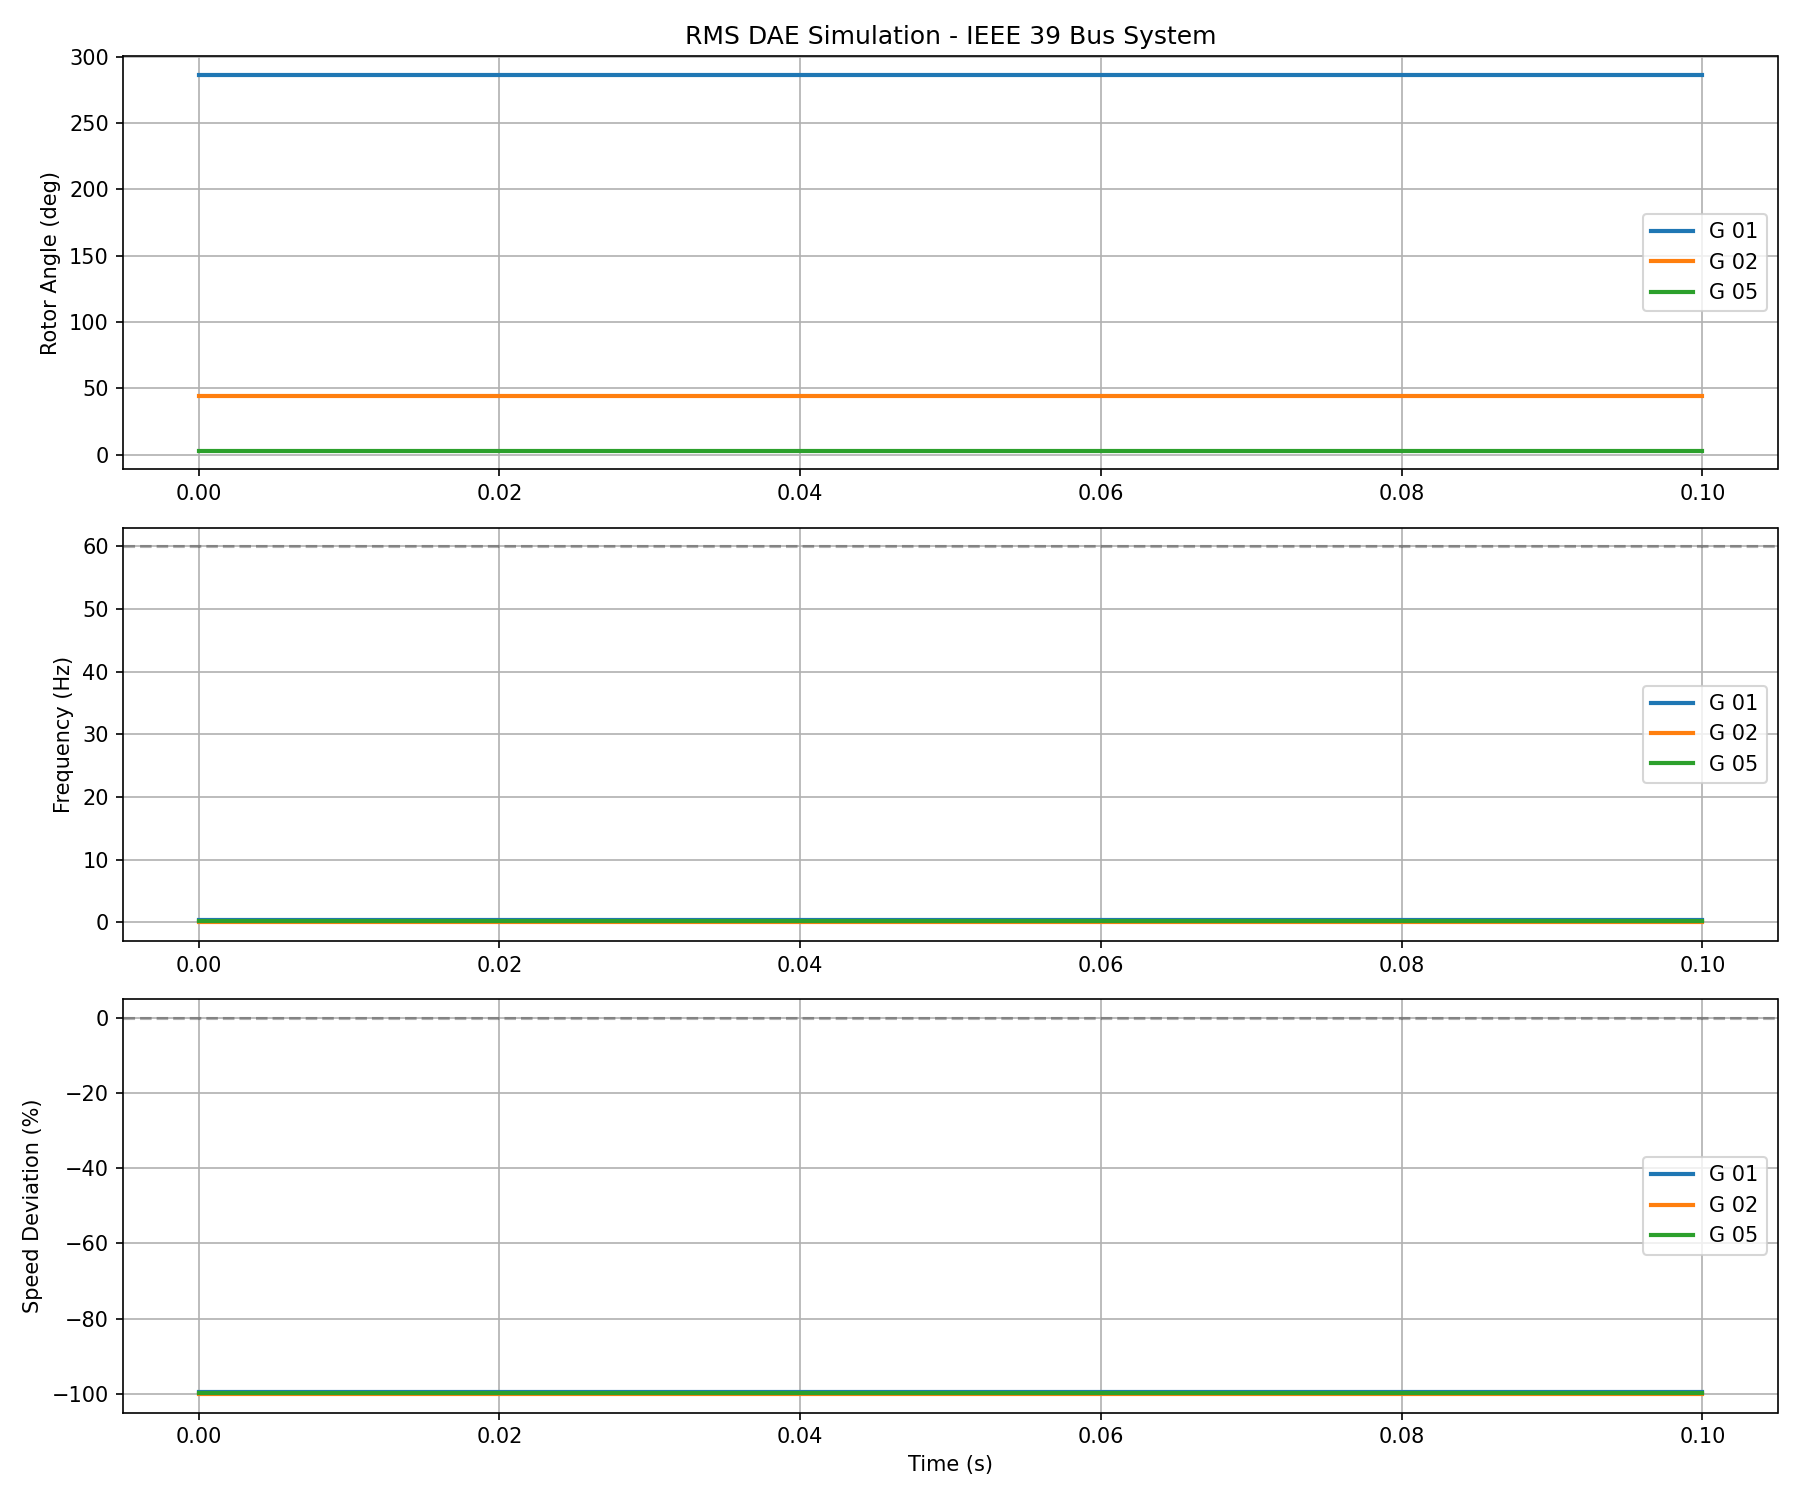 RMS DAE Simulation - IEEE 39 Bus System
Rotor Angle (deg)
300
250
200
150
100
50
0
G 01
G 02
G 05
0.00 0.02 0.04 0.06 0.08 0.10
Frequency (Hz)
60
50
40
30
20
10
0
G 01
G 02
G 05
0.00 0.02 0.04 0.06 0.08 0.10
Speed Deviation (%)
0
−20
−40
−60
−80
−100
G 01
G 02
G 05
0.00 0.02 0.04 0.06 0.08 0.10
Time (s)